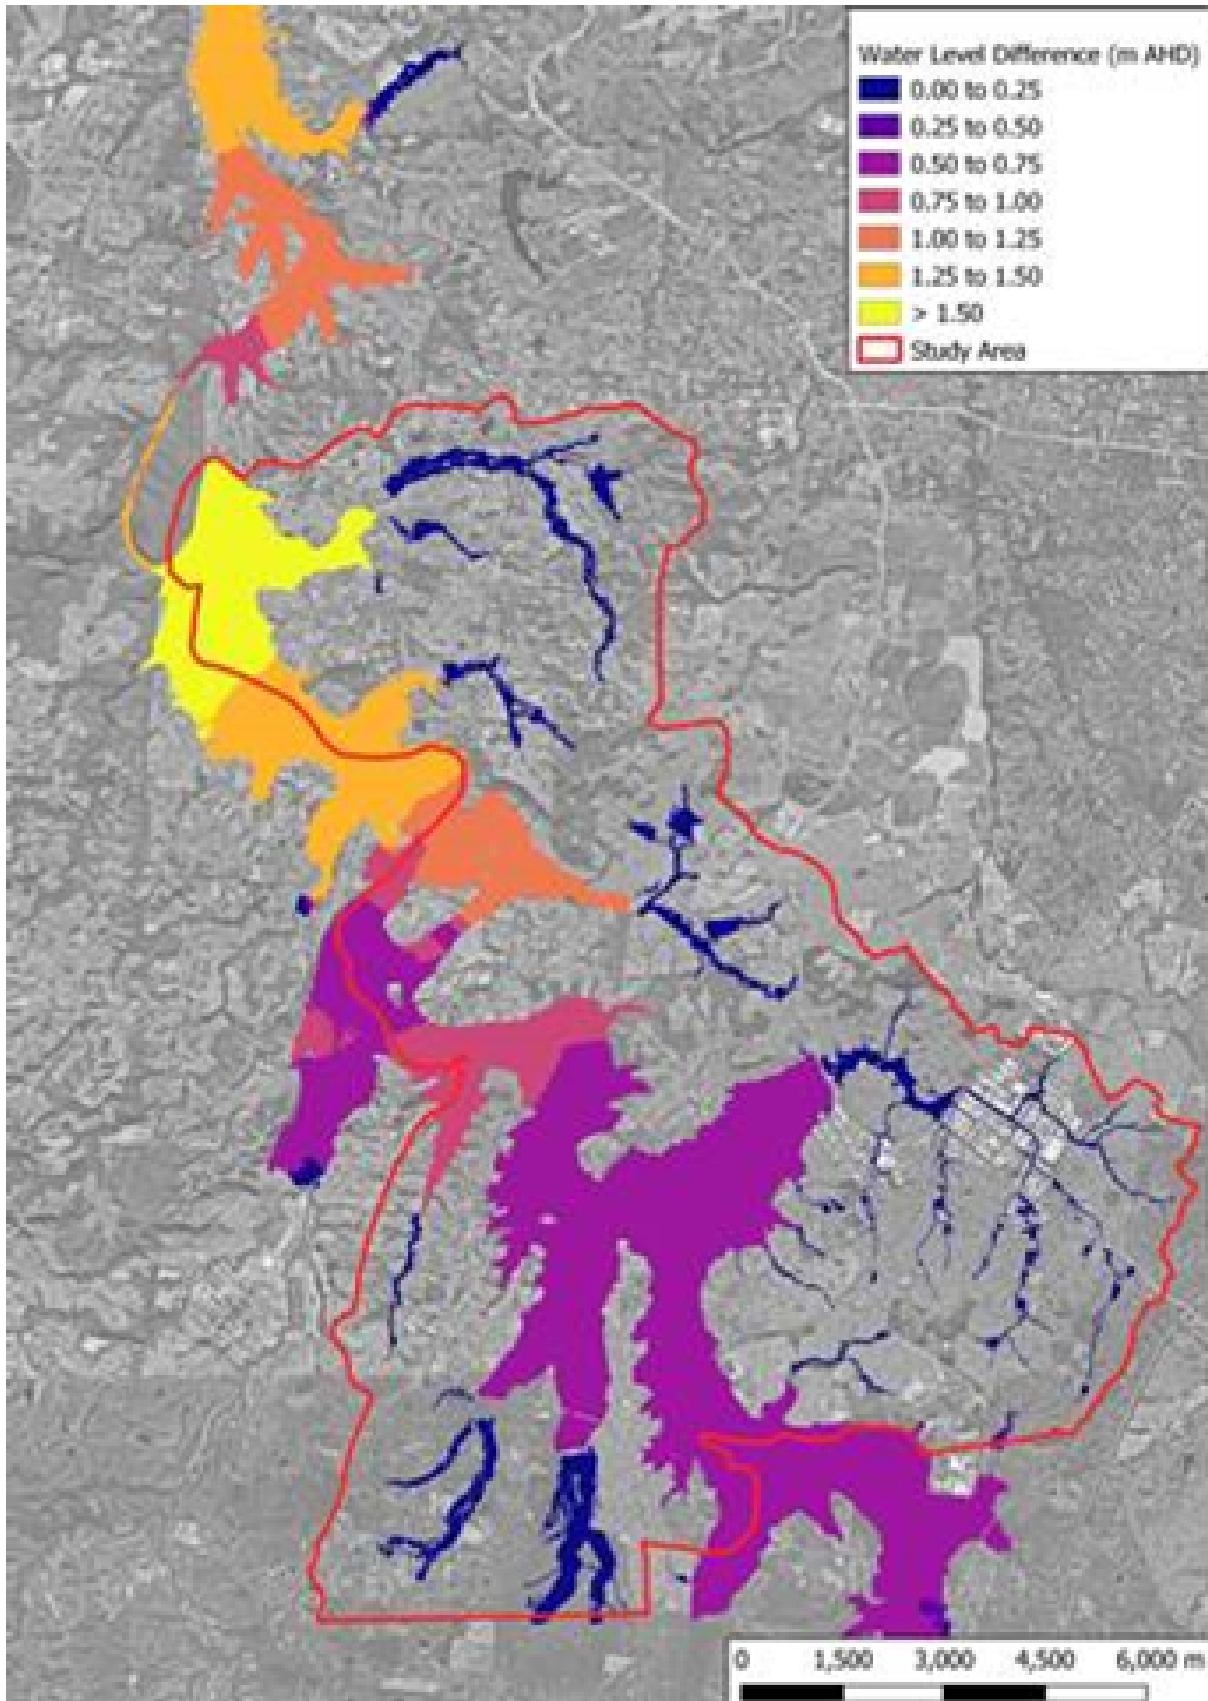 Water Level Difference (m AHD)
0.00 to 0.25
0.25 to 0.50
0.50 to 0.75
0.75 to 1.00
1.00 to 1.25
1.25 to 1.50
> 1.50
Study Area
0 1,500 3,000 4,500 6,000 m